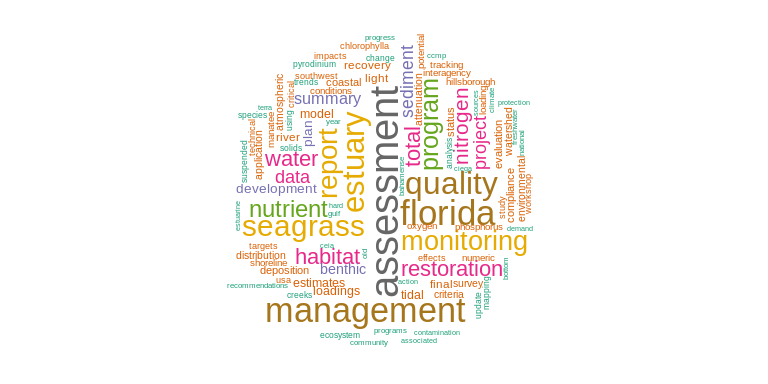 progress
chlorophylla
potential
impacts
change
ccmp
pyrodinium
recovery
sediment
tracking
southwest
light
interagency
trends
coastal
attenuation
hillsborough
atmospheric
critical
conditions
summary
assessment
program
nitrogen
loading
sources
climate
protection
terra
species
using
model
manatee
year
report
estuary
total
status
project
evaluation
watershed
freshwater
national
technical
river
plan
solids
suspended
application
water
data
analysis
ciego
bahamense
quality
environmental
workshop
development
compliance
study
nutrient
hard
gulf
florida
estuarine
seagrass
oxygen
phosphorus
demand
targets
ceia
old
monitoring
distribution
habitat
effects
numeric
shoreline
benthic
restoration
bottom
deposition
usa
estimates
action
final
survey
mapping
recommendations
creeks
loadings
tidal
criteria
update
management
ecosystem
programs
contamination
community
associated